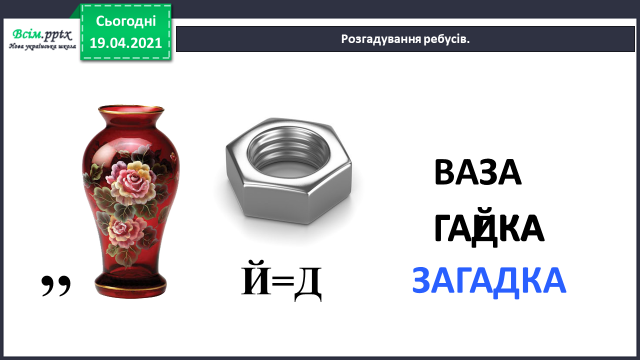 Всім.pptx
Нова українська школа
Сьогодні
19.04.2021
Розгадування ребусів.
ВАЗА
ГАЙКА
ЗАГАДКА
,, Й=Д